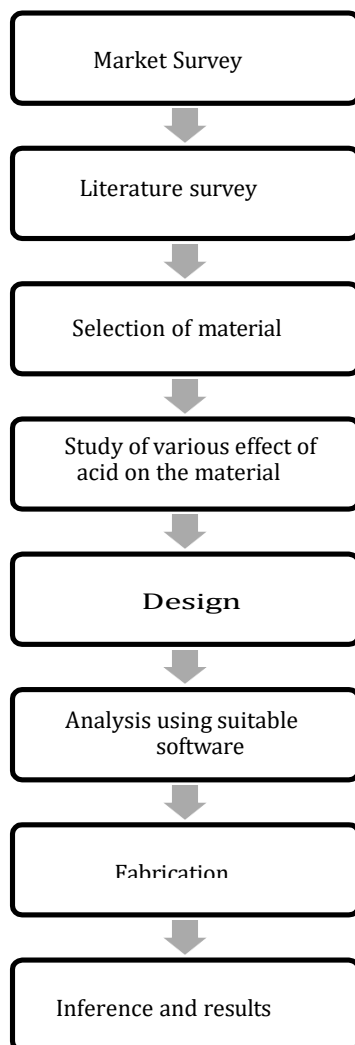 Market Survey
Literature survey
Selection of material
Study of various effect of
acid on the material
Design
Analysis using suitable
software
Fabrication
Inference and results